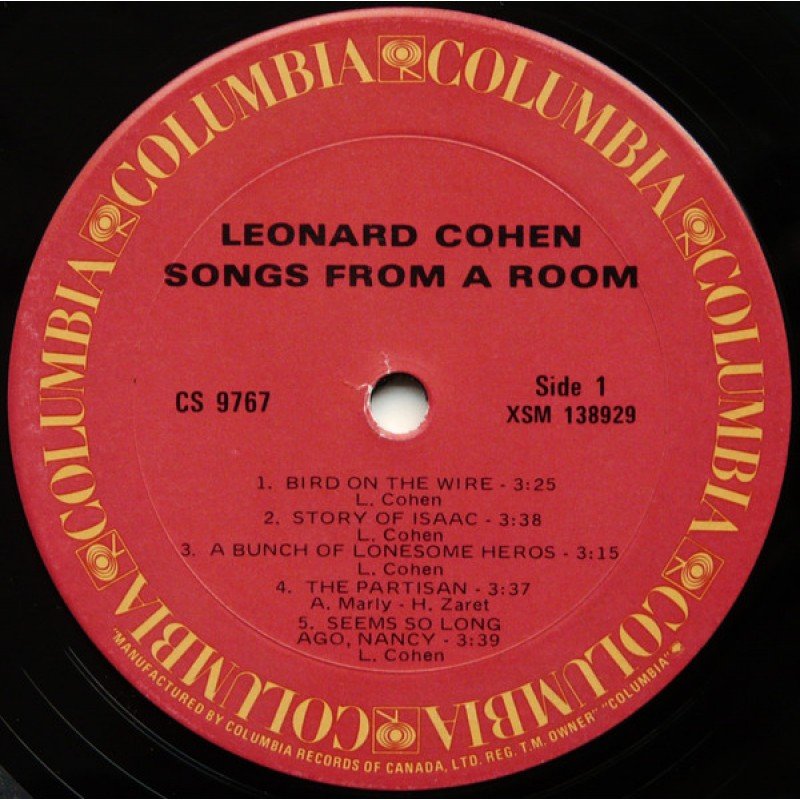 COLUMBIA COLUMBIA COLUMBIA COLUMBIA COLUMBIA COLUMBIA
LEONARD COHEN
SONGS FROM A ROOM
CS 9767
Side 1
XSM 138929
1. BIRD ON THE WIRE - 3:25
L. Cohen
2. STORY OF ISAAC - 3:38
L. Cohen
3. A BUNCH OF LONESOME HEROS - 3:15
L. Cohen
4. THE PARTISAN - 3:37
A. Marly - H. Zaret
5. SEEMS SO LONG
AGO, NANCY - 3:39
L. Cohen
"MANUFACTURED BY COLUMBIA RECORDS OF CANADA, LTD. REG. T.M. OWNER" "COLUMBIA"